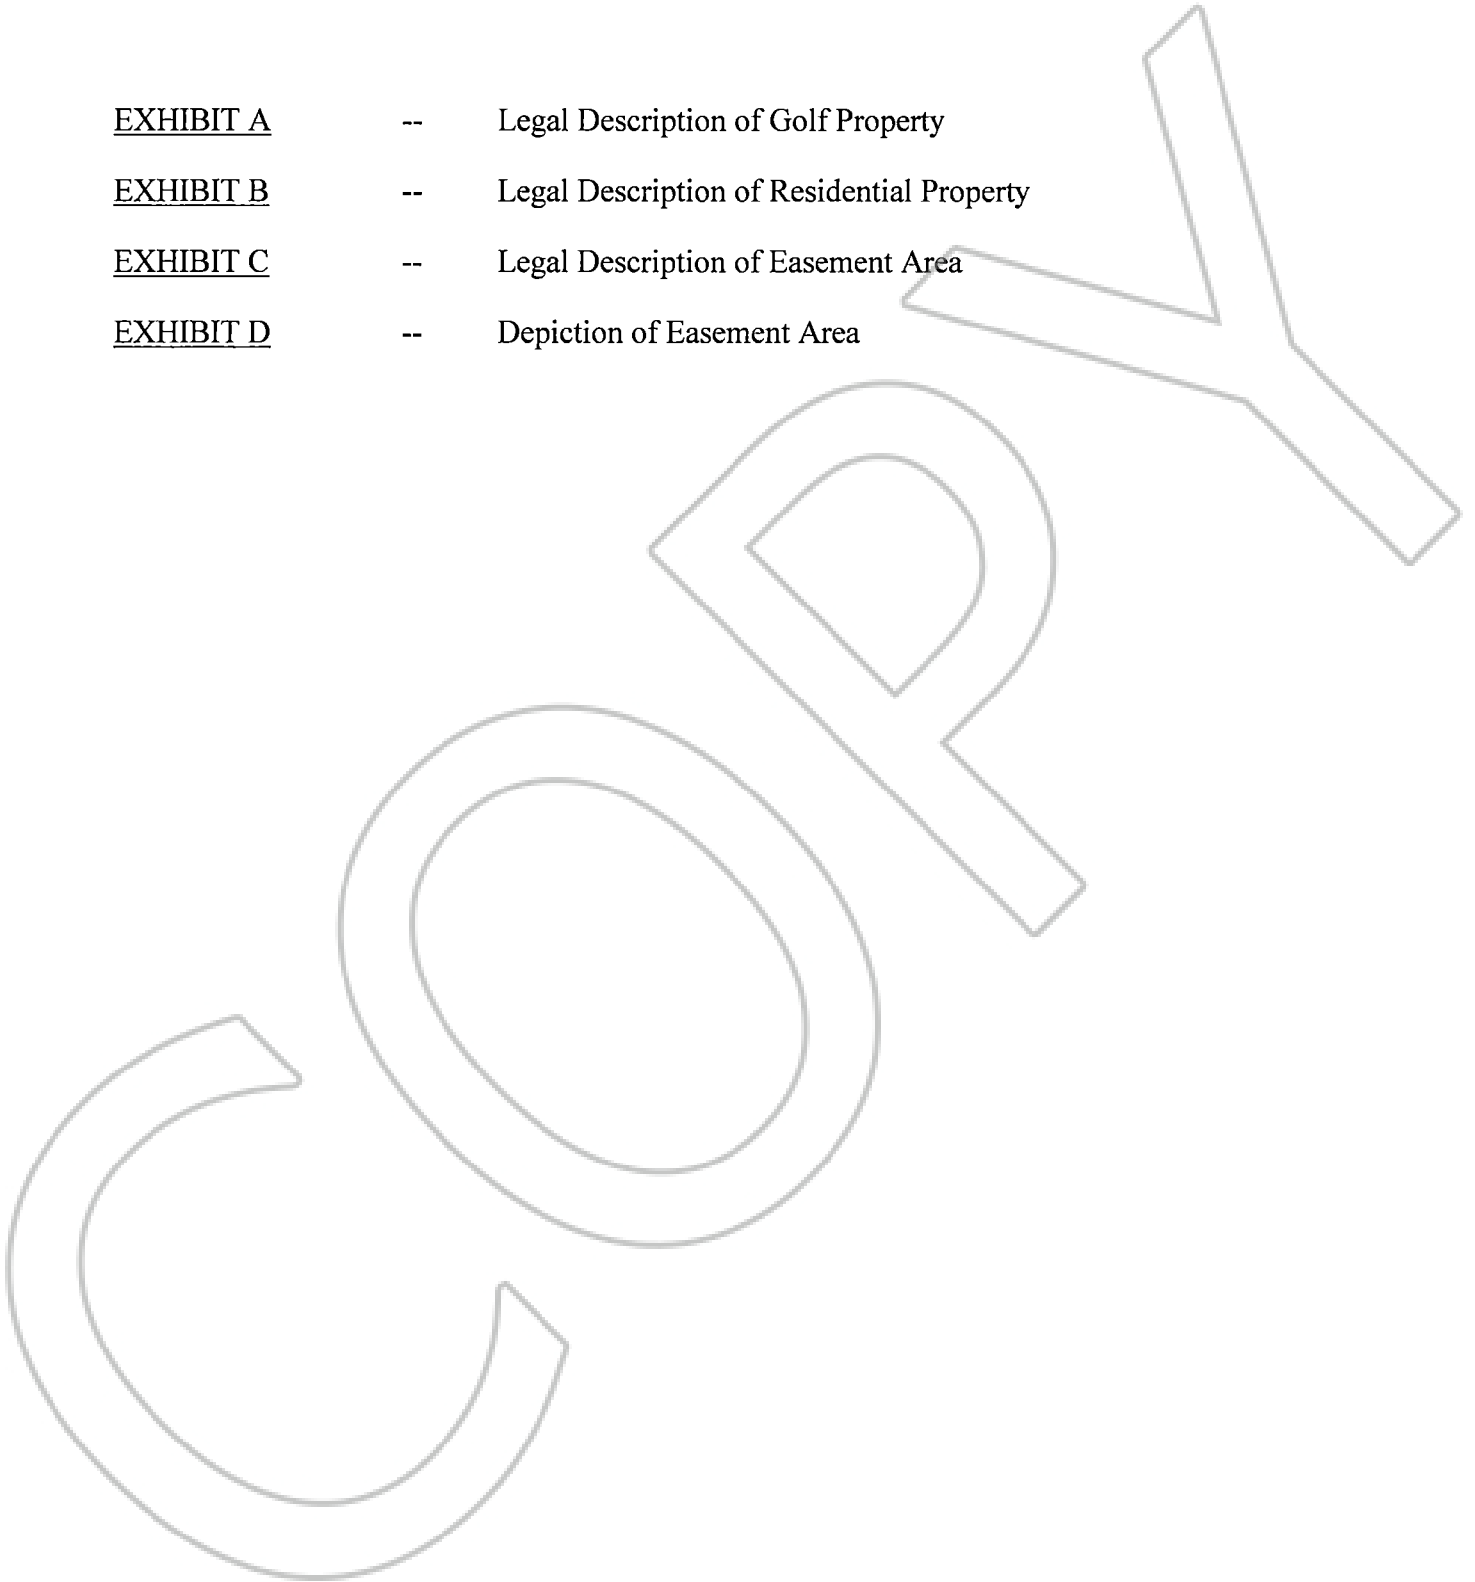 EXHIBIT A -- Legal Description of Golf Property
EXHIBIT B -- Legal Description of Residential Property
EXHIBIT C -- Legal Description of Easement Area
EXHIBIT D -- Depiction of Easement Area
COPY